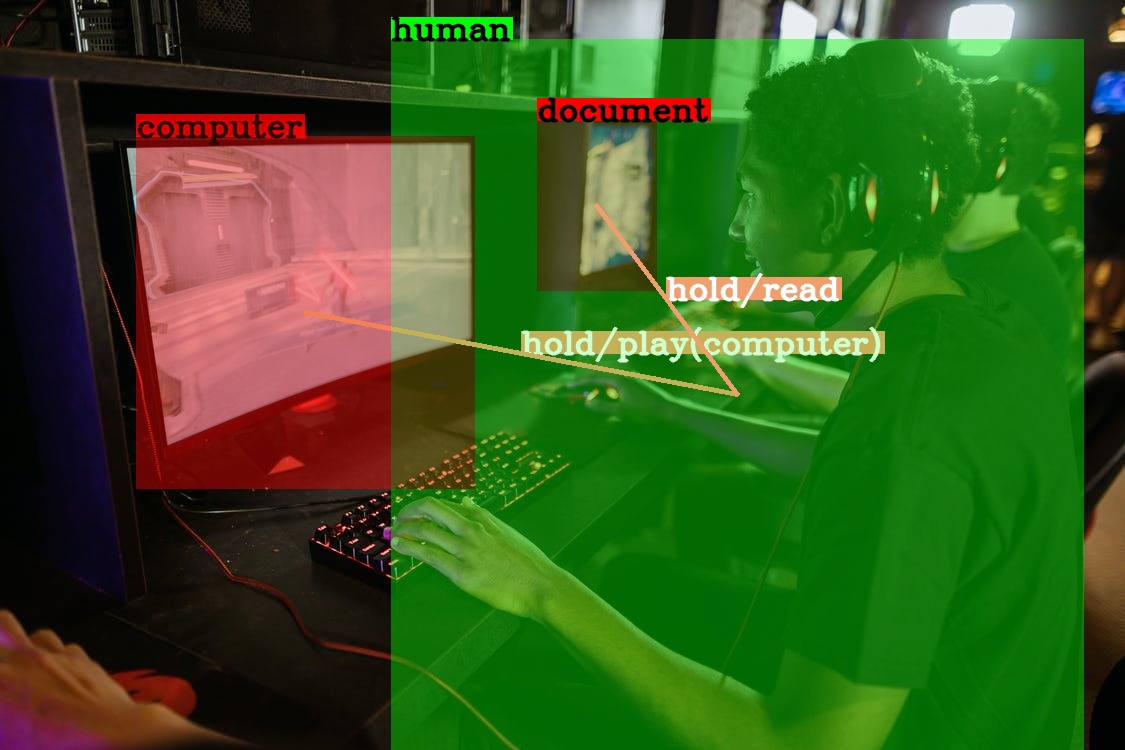 human
document
computer
hold/read
hold/play(computer)